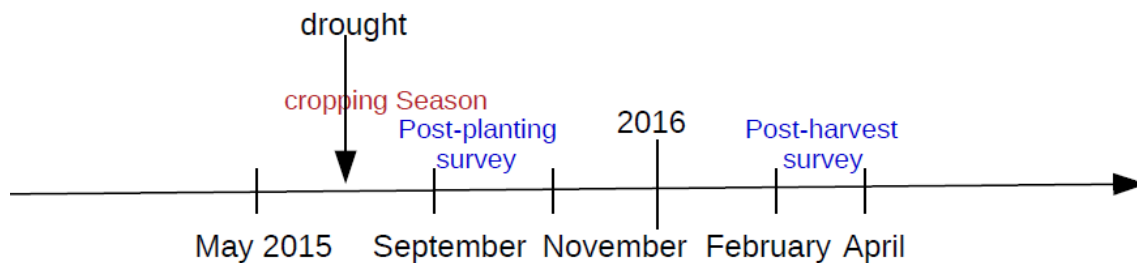 drought
cropping Season
Post-planting
survey
2016
Post-harvest
survey
May 2015
September
November
February
April